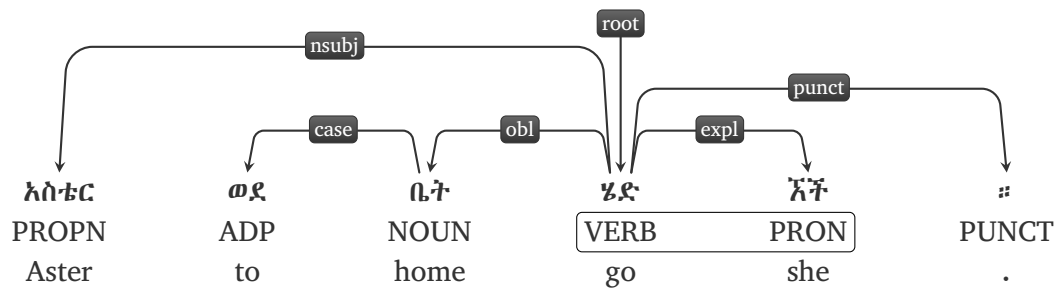 root
nsubj
punct
case obl expl
አስቴር ወደ ቤት ሄድ ኧች ።
PROPN ADP NOUN VERB PRON PUNCT
Aster to home go she .